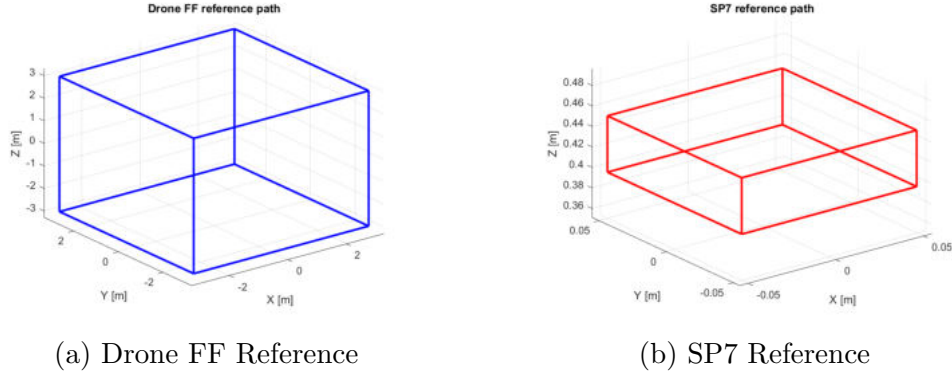 Drone FF reference path
3
2
1
0
-1
-2
-3
Z [m]
2
0
-2
Y [m]
-2
0
2
X [m]
(a) Drone FF Reference
SP7 reference path
0.48
0.46
0.44
0.42
0.4
0.38
0.36
Z [m]
0.05
0
-0.05
Y [m]
-0.05
0
0.05
X [m]
(b) SP7 Reference